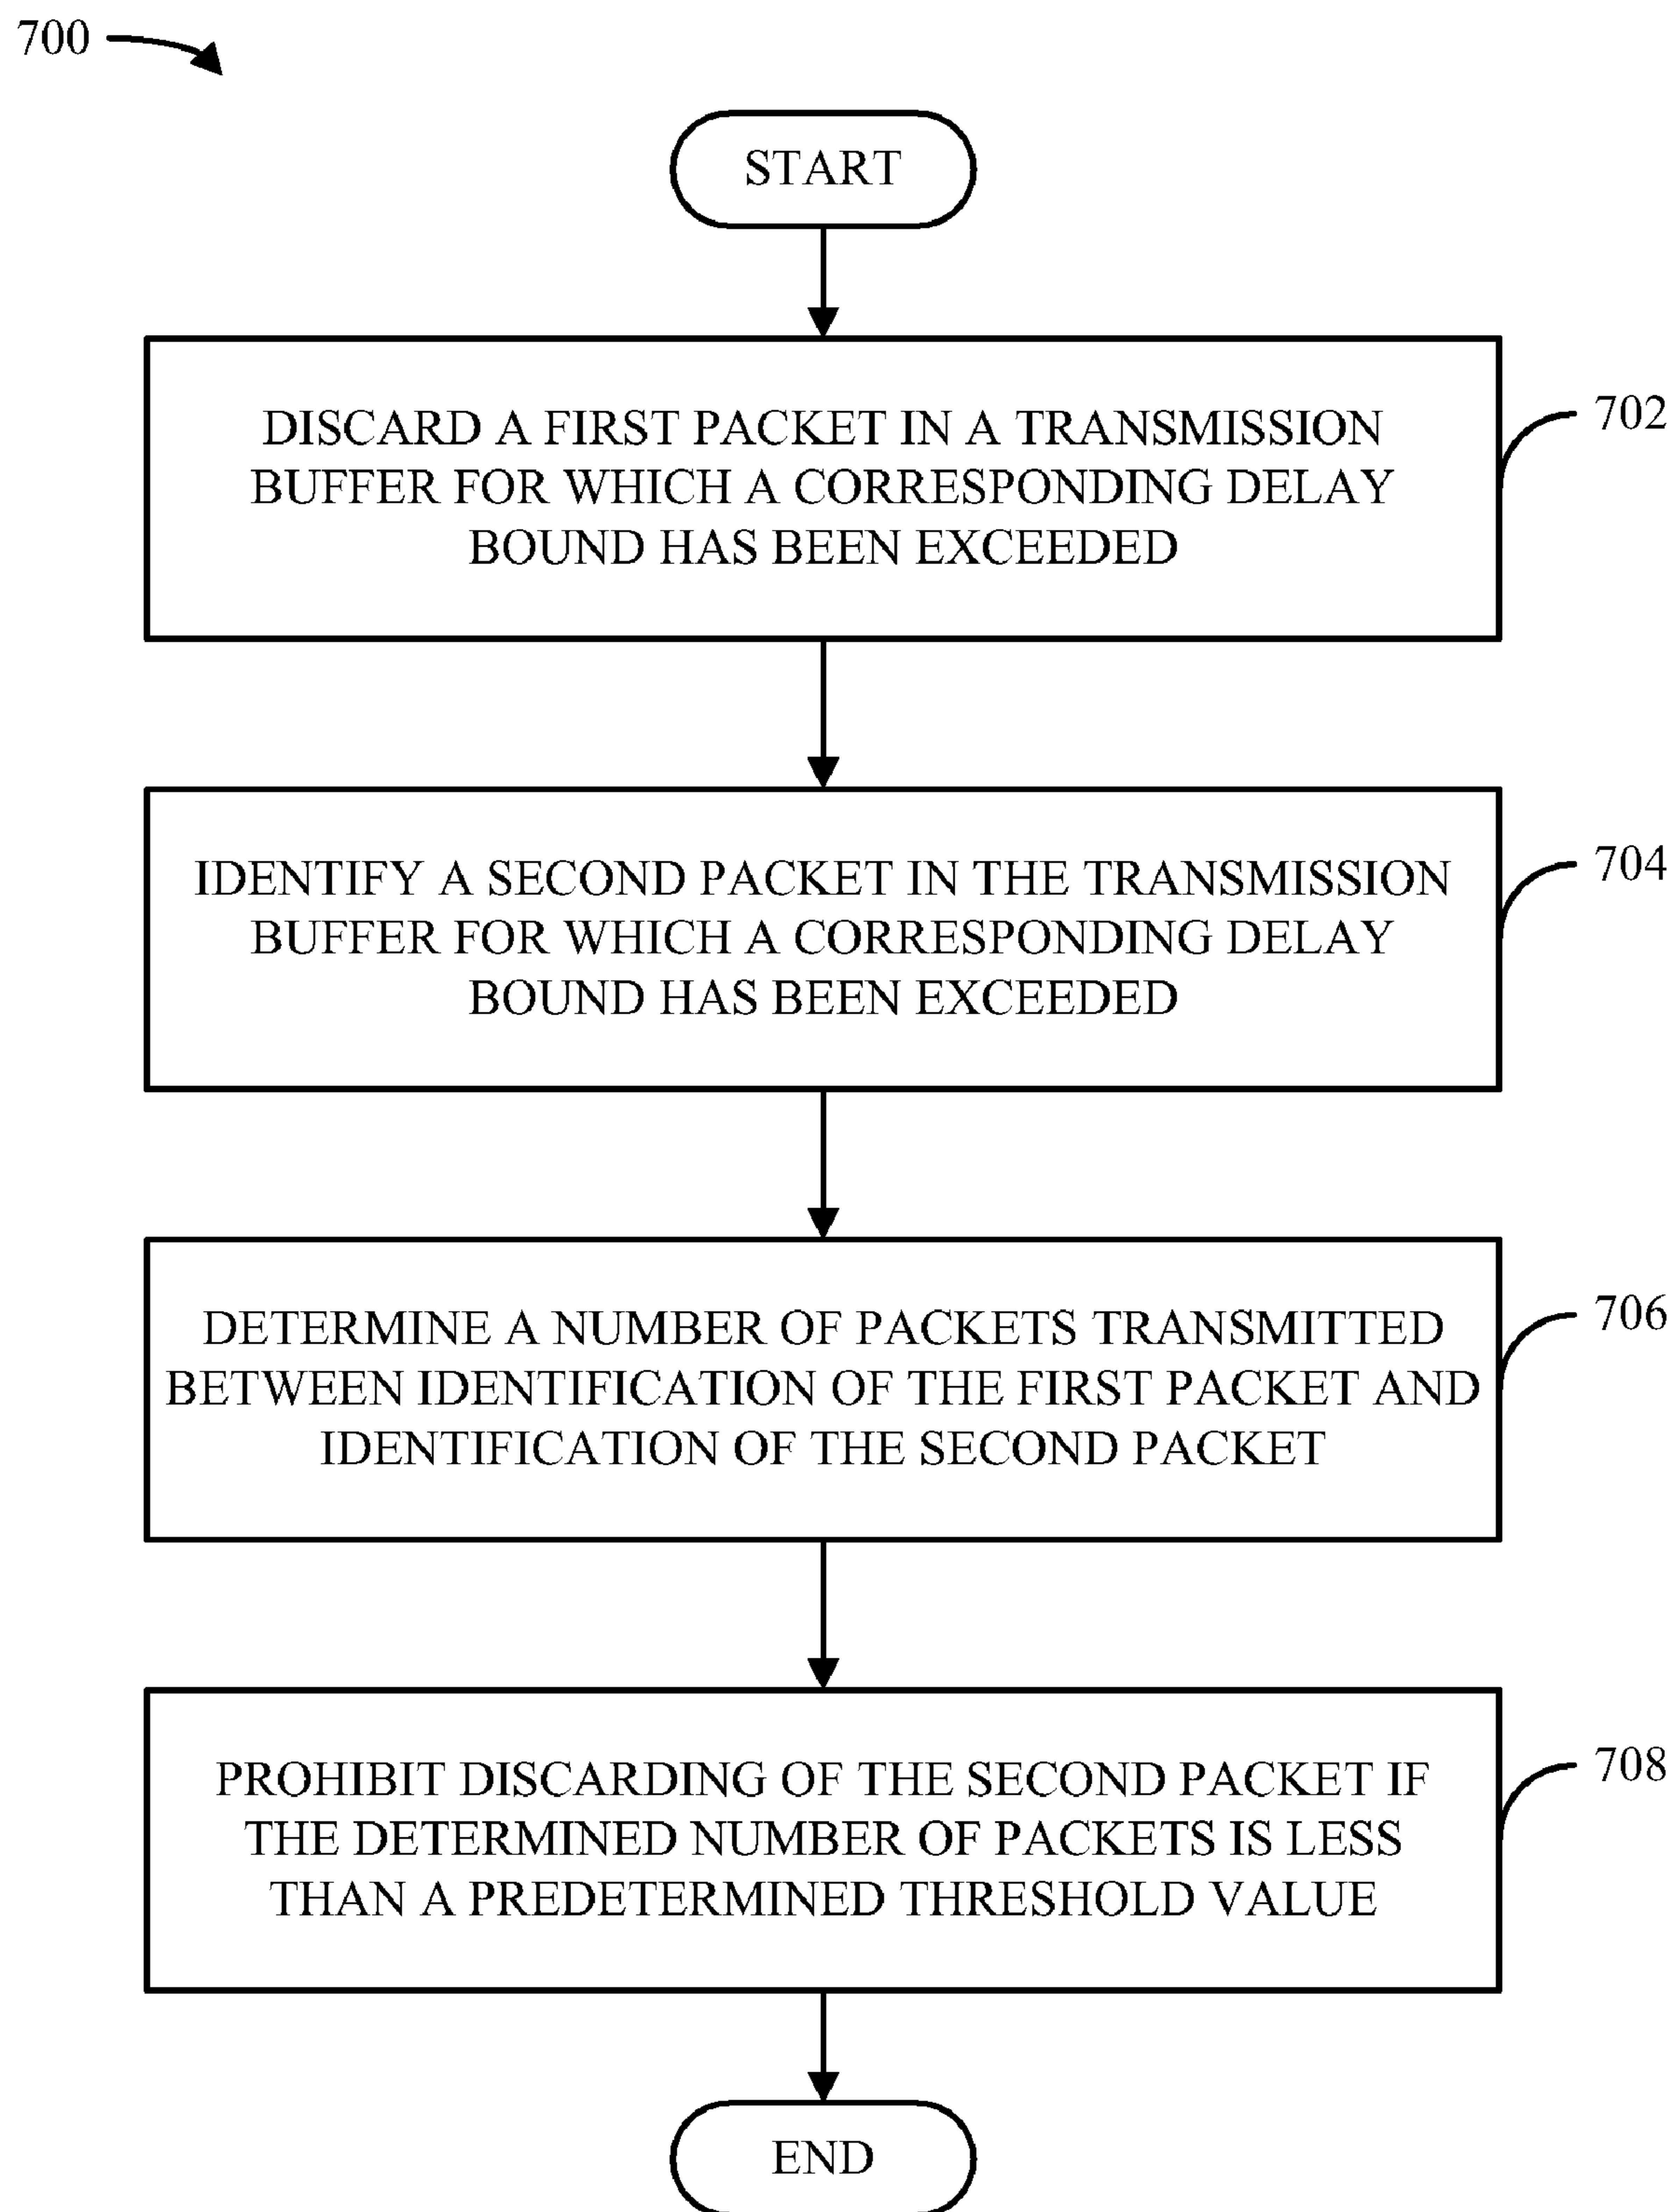 700
START
DISCARD A FIRST PACKET IN A TRANSMISSION
BUFFER FOR WHICH A CORRESPONDING DELAY
BOUND HAS BEEN EXCEEDED
702
IDENTIFY A SECOND PACKET IN THE TRANSMISSION
BUFFER FOR WHICH A CORRESPONDING DELAY
BOUND HAS BEEN EXCEEDED
704
DETERMINE A NUMBER OF PACKETS TRANSMITTED
BETWEEN IDENTIFICATION OF THE FIRST PACKET AND
IDENTIFICATION OF THE SECOND PACKET
706
PROHIBIT DISCARDING OF THE SECOND PACKET IF
THE DETERMINED NUMBER OF PACKETS IS LESS
THAN A PREDETERMINED THRESHOLD VALUE
708
END